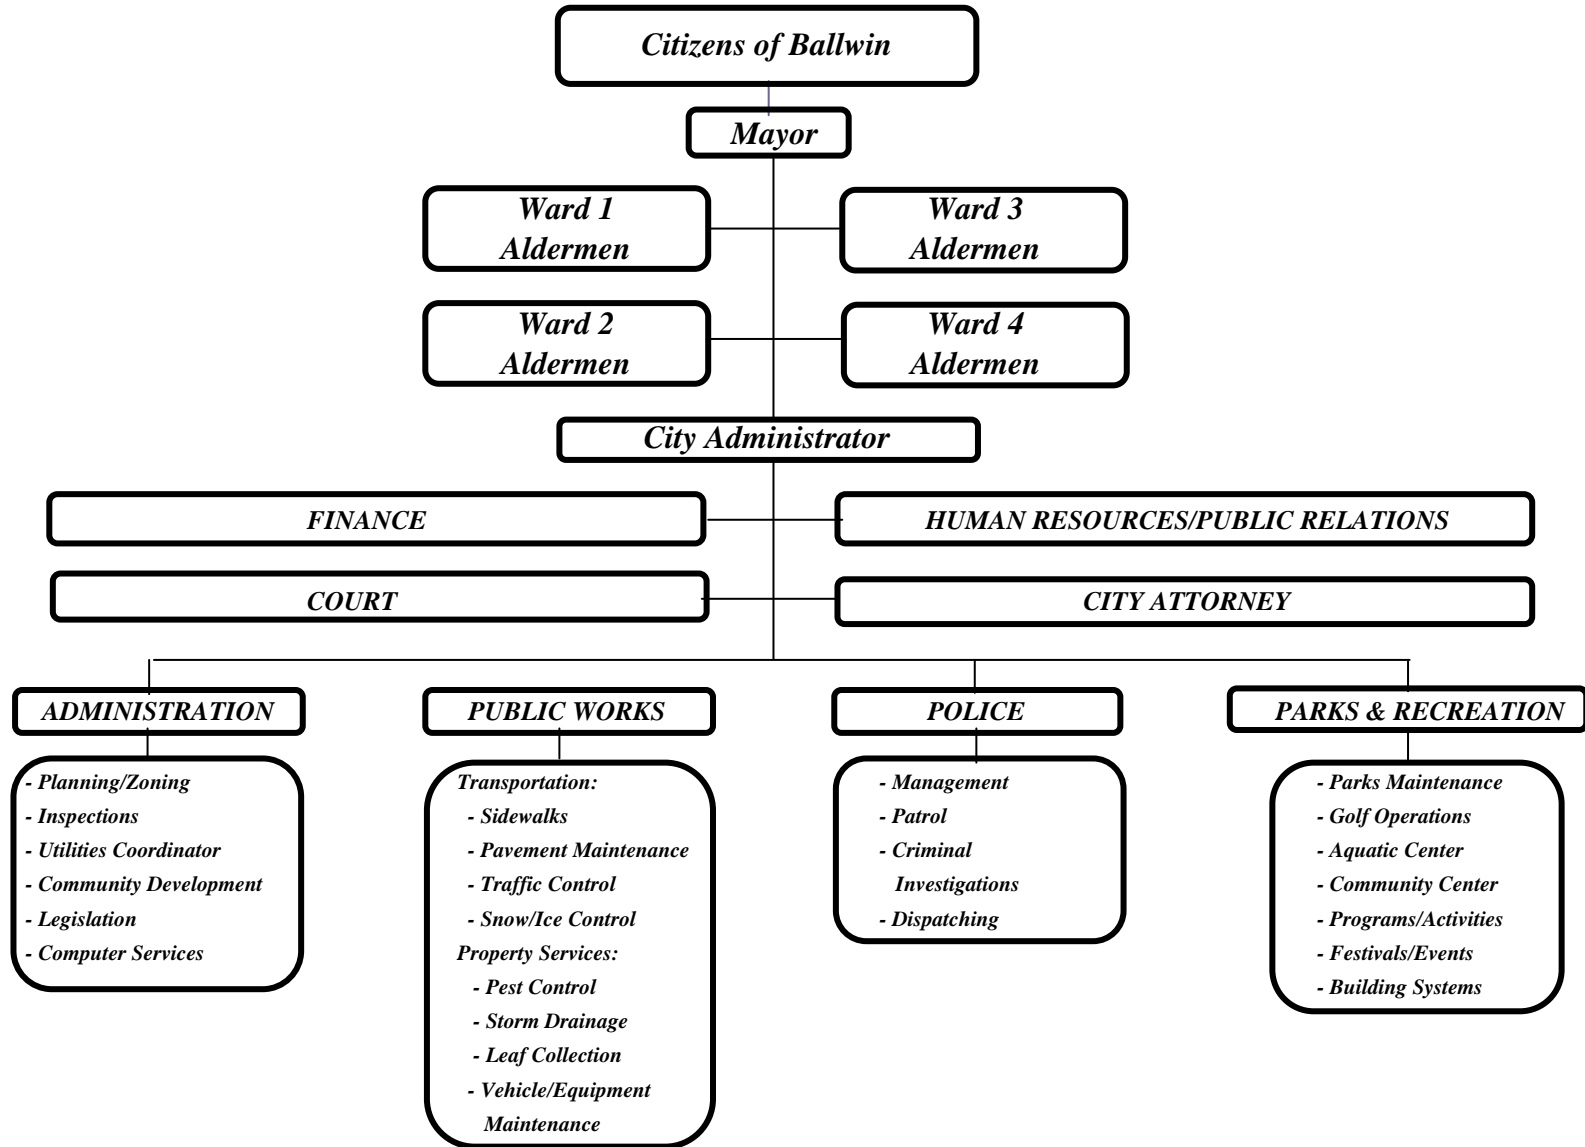 Citizens of Ballwin
Mayor
Ward 1
Aldermen
Ward 3
Aldermen
Ward 2
Aldermen
Ward 4
Aldermen
City Administrator
FINANCE
HUMAN RESOURCES/PUBLIC RELATIONS
COURT
CITY ATTORNEY
ADMINISTRATION
- Planning/Zoning
- Inspections
- Utilities Coordinator
- Community Development
- Legislation
- Computer Services
PUBLIC WORKS
Transportation:
- Sidewalks
- Pavement Maintenance
- Traffic Control
- Snow/Ice Control
Property Services:
- Pest Control
- Storm Drainage
- Leaf Collection
- Vehicle/Equipment
Maintenance
POLICE
- Management
- Patrol
- Criminal
Investigations
- Dispatching
PARKS & RECREATION
- Parks Maintenance
- Golf Operations
- Aquatic Center
- Community Center
- Programs/Activities
- Festivals/Events
- Building Systems